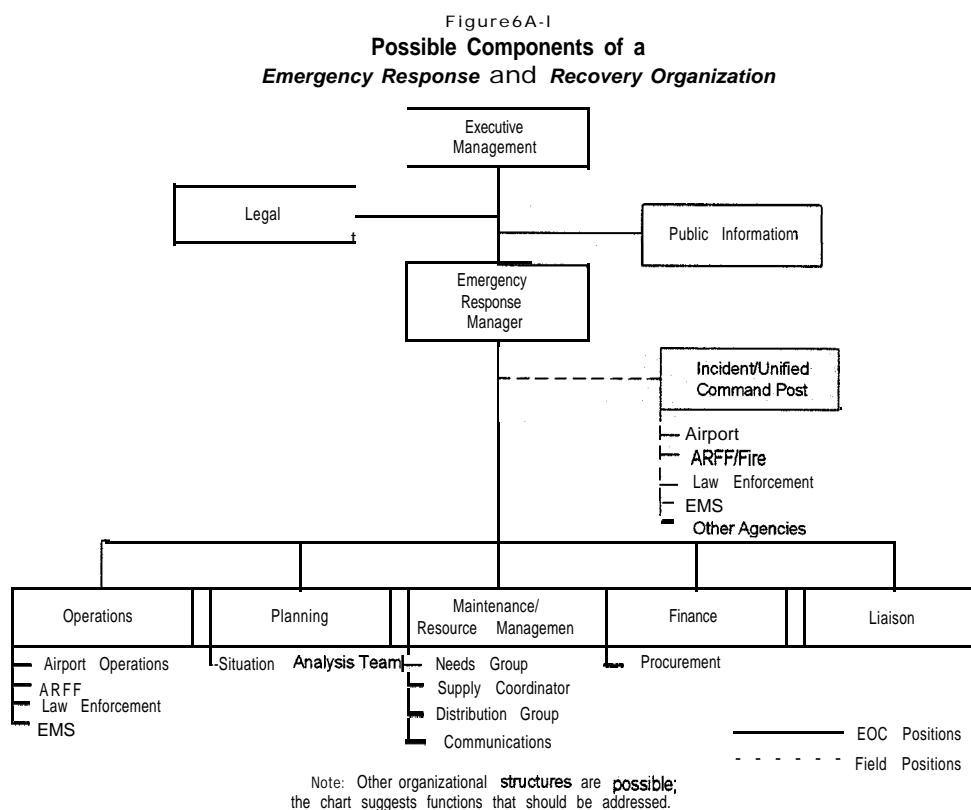 Figure6A-I
Possible Components of a
Emergency Response and Recovery Organization
Executive
Management
Legal
Public Information
Emergency
Response
Manager
Incident/Unified
Command Post
Airport
ARFF/Fire
Law Enforcement
EMS
Other Agencies
Operations
Planning
Maintenance/
Resource Managemen
Finance
Liaison
Airport Operations
ARFF
Law Enforcement
EMS
Situation Analysis Team
Needs Group
Supply Coordinator
Distribution Group
Communications
Procurement
EOC Positions
Field Positions
Note: Other organizational structures are possible;
the chart suggests functions that should be addressed.